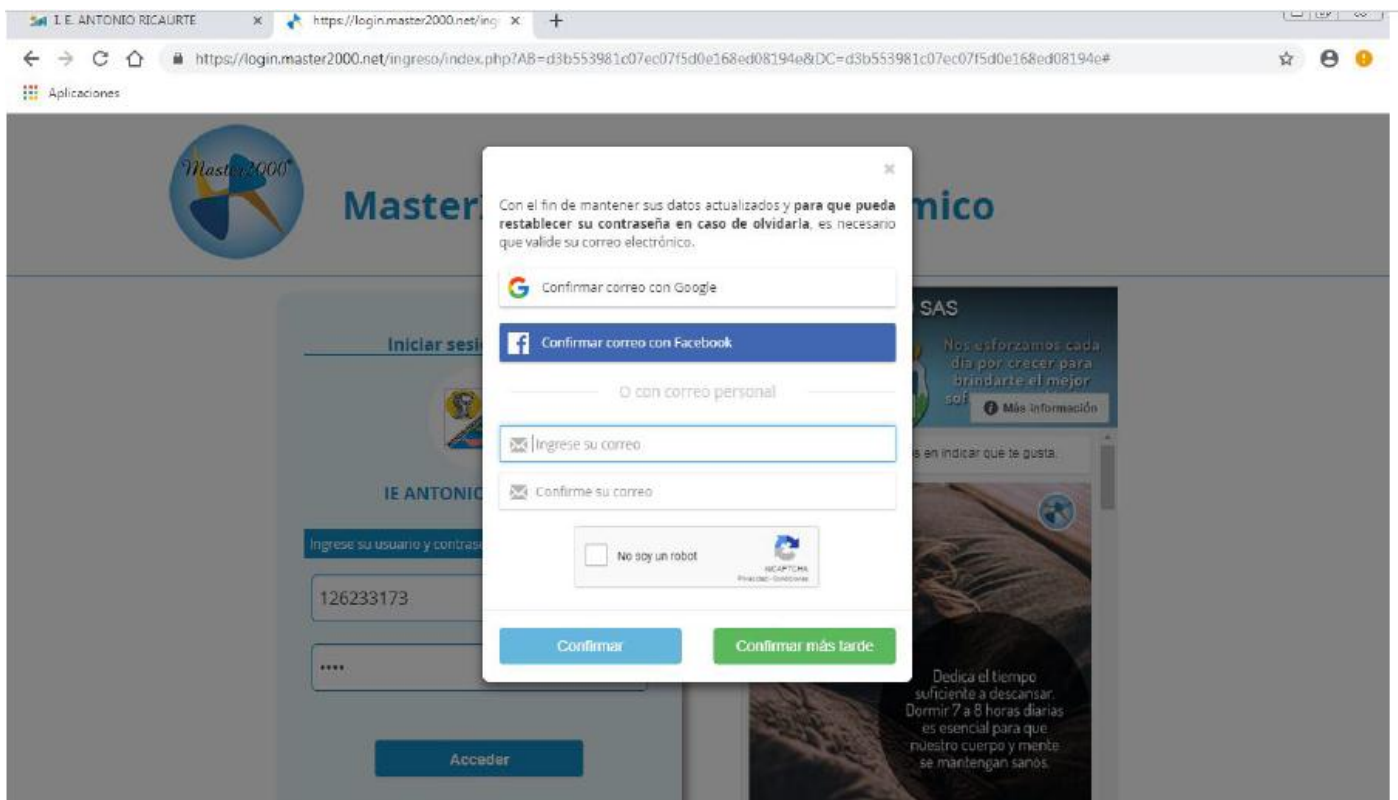 I. E. ANTONIO RICAURTE
https://login.master2000.net/ing
https://login.master2000.net/ingreso/index.php?AB=d3b553981c07ec07f5d0e168ed08194e&DC=d3b553981c07ec07f5d0e168ed08194e#
Aplicaciones
Master2000
Master
mico
Con el fin de mantener sus datos actualizados y para que pueda
restablecer su contraseña en caso de olvidarla, es necesario
que valide su correo electrónico.
Confirmar correo con Google
Confirmar correo con Facebook
O con correo personal
Ingrese su correo
Confirme su correo
No soy un robot
reCAPTCHA
Privacidad - Condiciones
Confirmar
Confirmar más tarde
Iniciar sesi
IE ANTONIO
Ingrese su usuario y contrase
126233173
••••
Acceder
SAS
Nos esforzamos cada
día por crecer para
brindarte el mejor
sof
Más información
s en indicar que te gusta.
Dedica el tiempo
suficiente a descansar.
Dormir 7 a 8 horas diarias
es esencial para que
nuestro cuerpo y mente
se mantengan sanos.